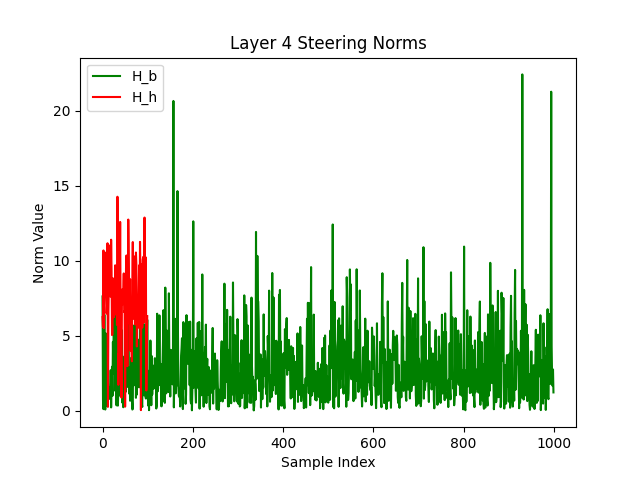 Layer 4 Steering Norms
H_b
H_h
Norm Value
20
15
10
5
0
0 200 400 600 800 1000
Sample Index